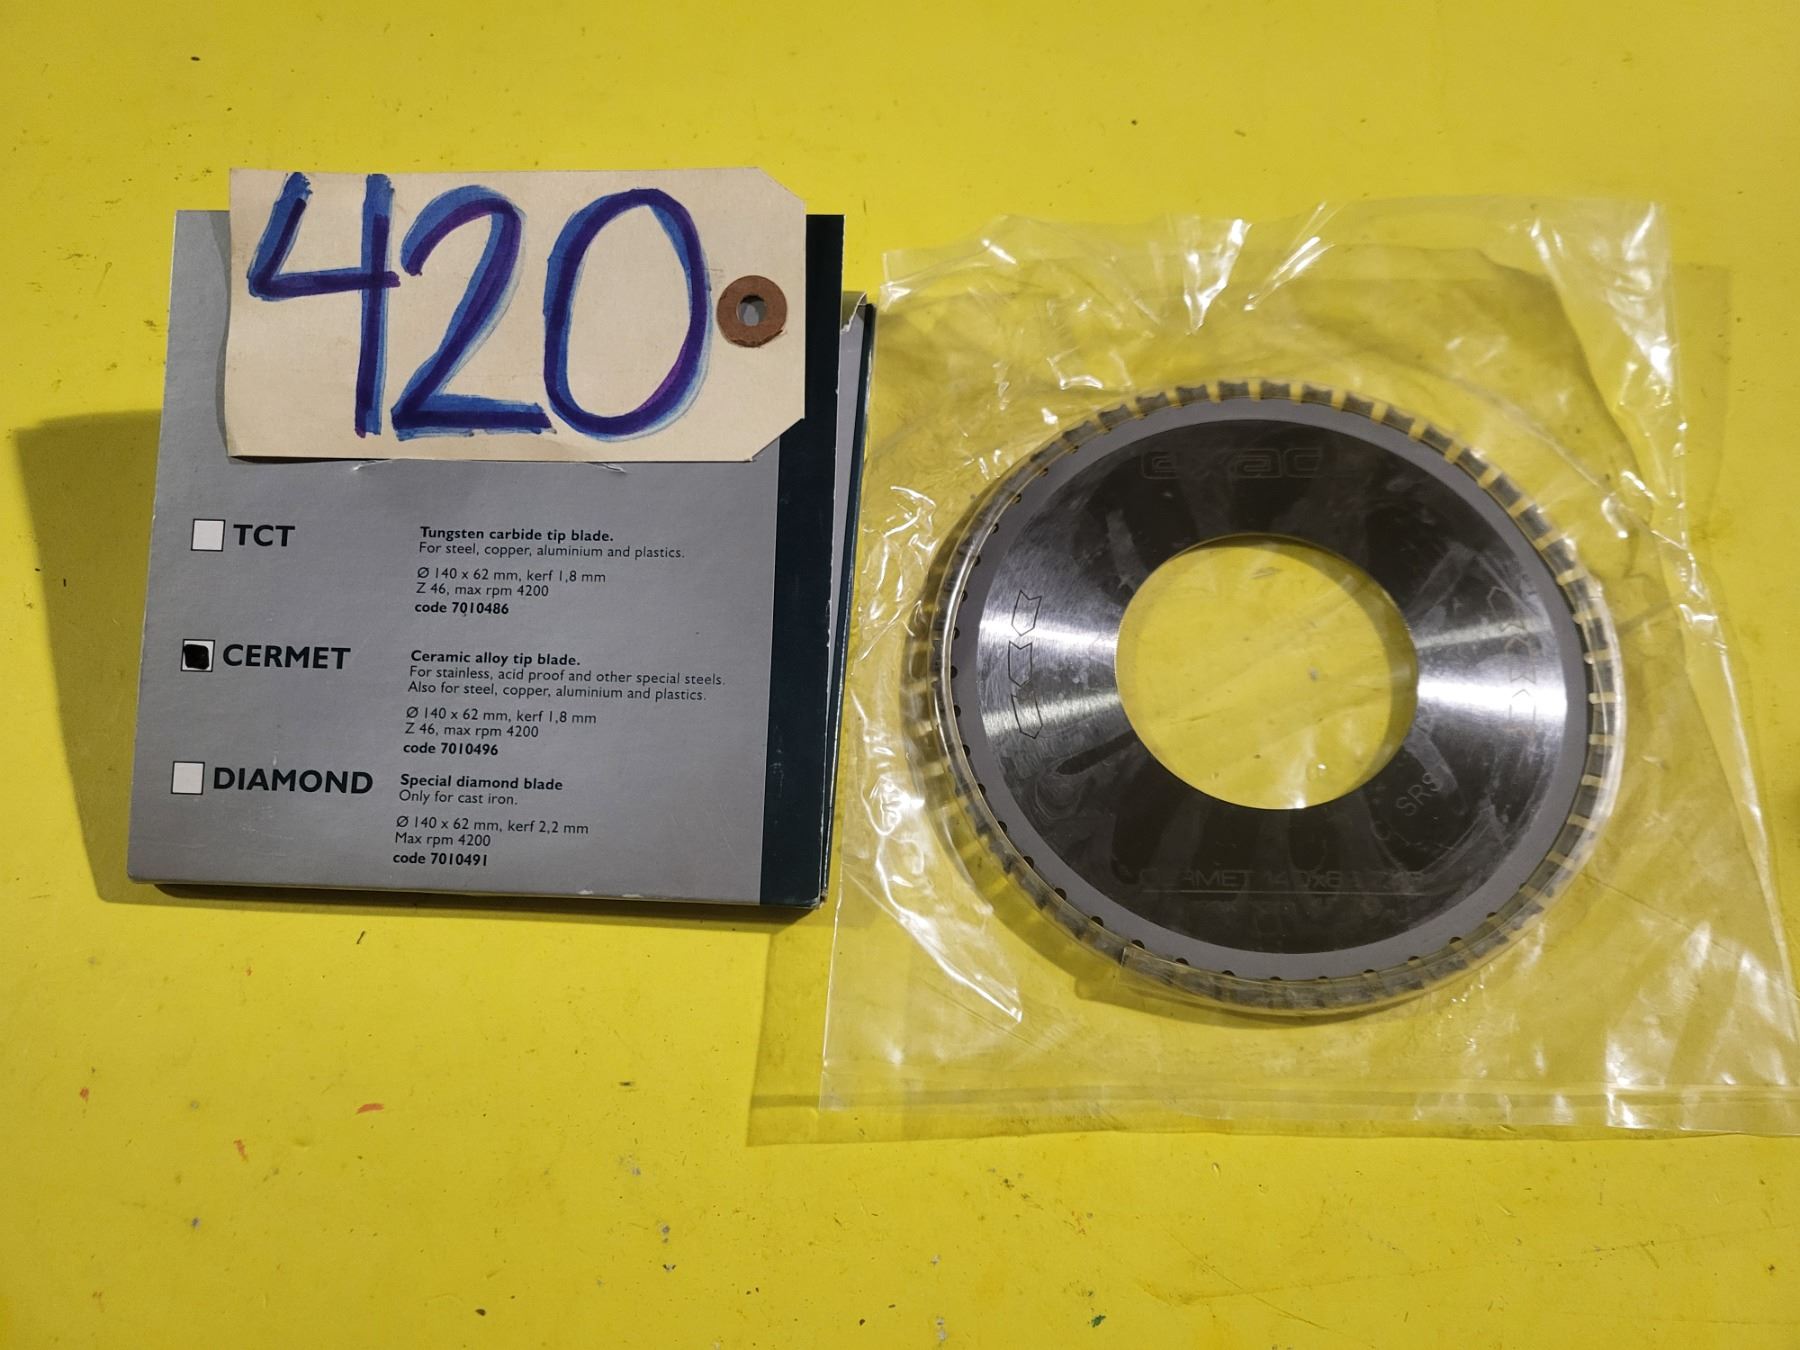 420
TCT
Tungsten carbide tip blade.
For steel, copper, aluminium and plastics.
Ø 140 x 62 mm, kerf 1,8 mm
Z 46, max rpm 4200
code 7010486
CERMET
Ceramic alloy tip blade.
For stainless, acid proof and other special steels.
Also for steel, copper, aluminium and plastics.
Ø 140 x 62 mm, kerf 1,8 mm
Z 46, max rpm 4200
code 7010496
DIAMOND
Special diamond blade
Only for cast iron.
Ø 140 x 62 mm, kerf 2,2 mm
Max rpm 4200
code 7010491
exact
SRS
CERMET